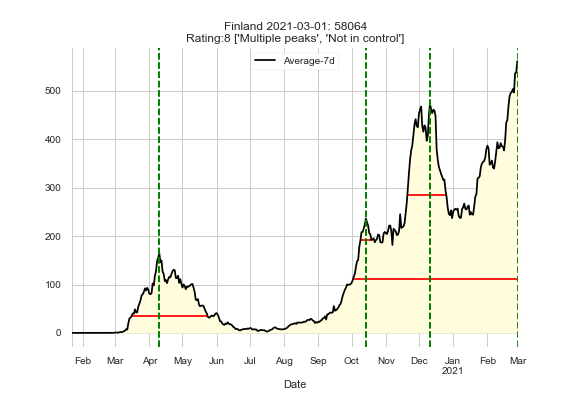 Finland 2021-03-01: 58064
Rating:8 ['Multiple peaks', 'Not in control']
Average-7d
500
400
300
200
100
0
Feb Mar Apr May Jun Jul Aug Sep Oct Nov Dec Jan Feb Mar
2021
Date